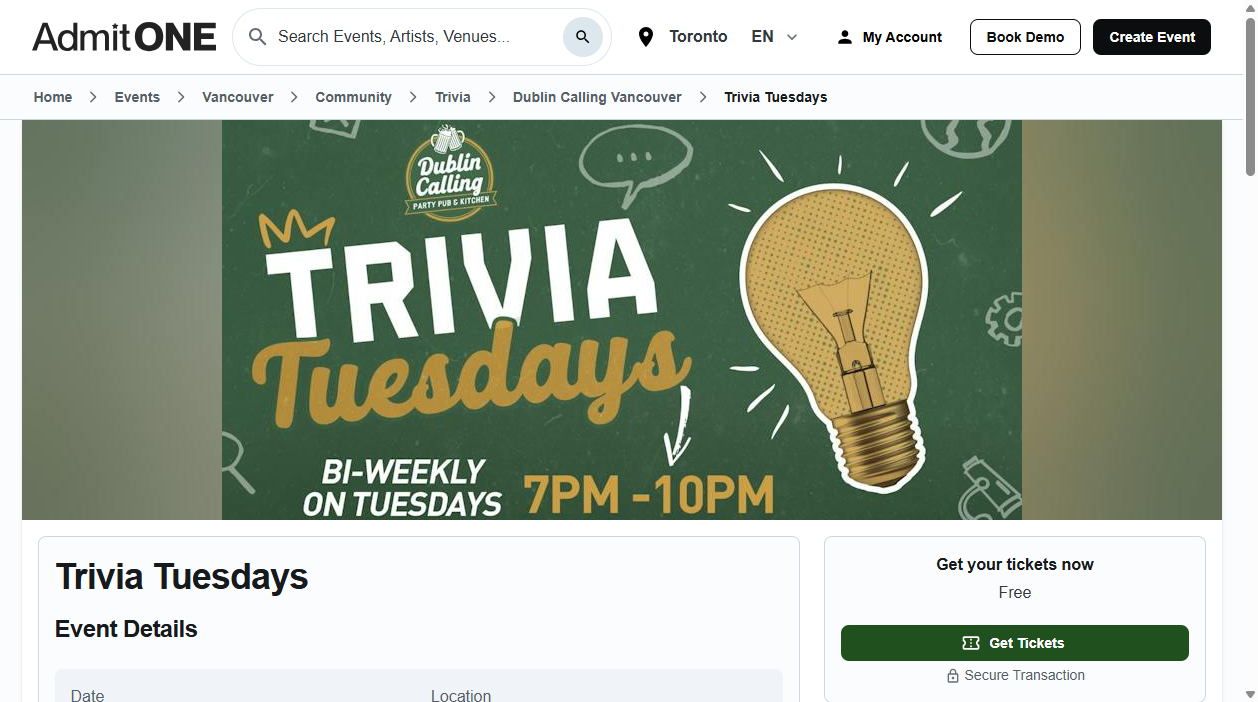 AdmitONE
Search Events, Artists, Venues...
Toronto
EN
My Account
Book Demo
Create Event
Home > Events > Vancouver > Community > Trivia > Dublin Calling Vancouver > Trivia Tuesdays
Dublin
Calling
PARTY PUB & KITCHEN
TRIVIA
Tuesdays
BI-WEEKLY
ON TUESDAYS
7PM -10PM
Trivia Tuesdays
Event Details
Date
Location
Get your tickets now
Free
Get Tickets
Secure Transaction